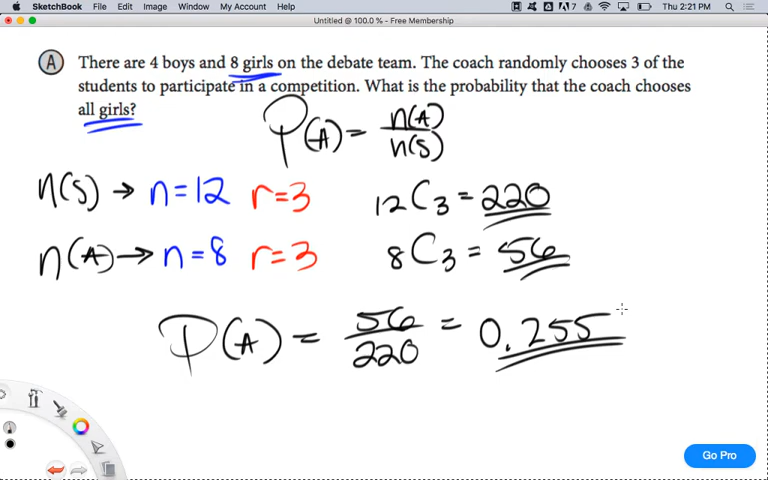 SketchBook File Edit Image Window My Account Help 7 Thu 2:21 PM
Untitled @ 100.0 % - Free Membership
A There are 4 boys and 8 girls on the debate team. The coach randomly chooses 3 of the
students to participate in a competition. What is the probability that the coach chooses
all girls?
P(A) = n(A)/n(S)
n(S) → n=12 r=3 12C3 = 220
n(A) → n=8 r=3 8C3 = 56
P(A) = 56/220 = 0.255
Go Pro